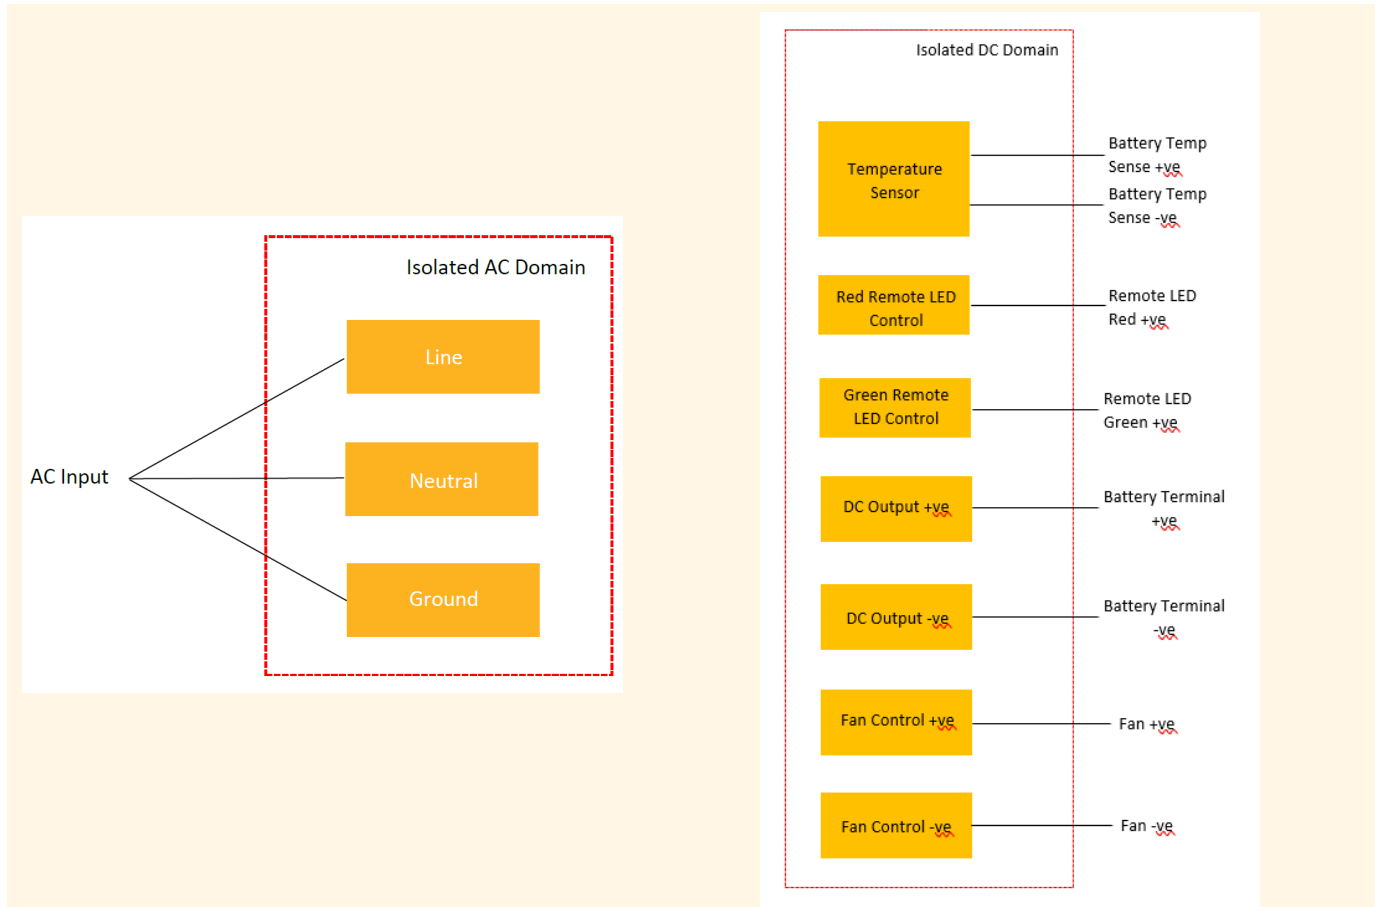 Isolated AC Domain
Line
AC Input
Neutral
Ground
Isolated DC Domain
Temperature
Sensor
Battery Temp
Sense +ve
Battery Temp
Sense -ve
Red Remote LED
Control
Remote LED
Red +ve
Green Remote
LED Control
Remote LED
Green +ve
DC Output +ve
Battery Terminal
+ve
DC Output -ve
Battery Terminal
-ve
Fan Control +ve
Fan +ve
Fan Control -ve
Fan -ve